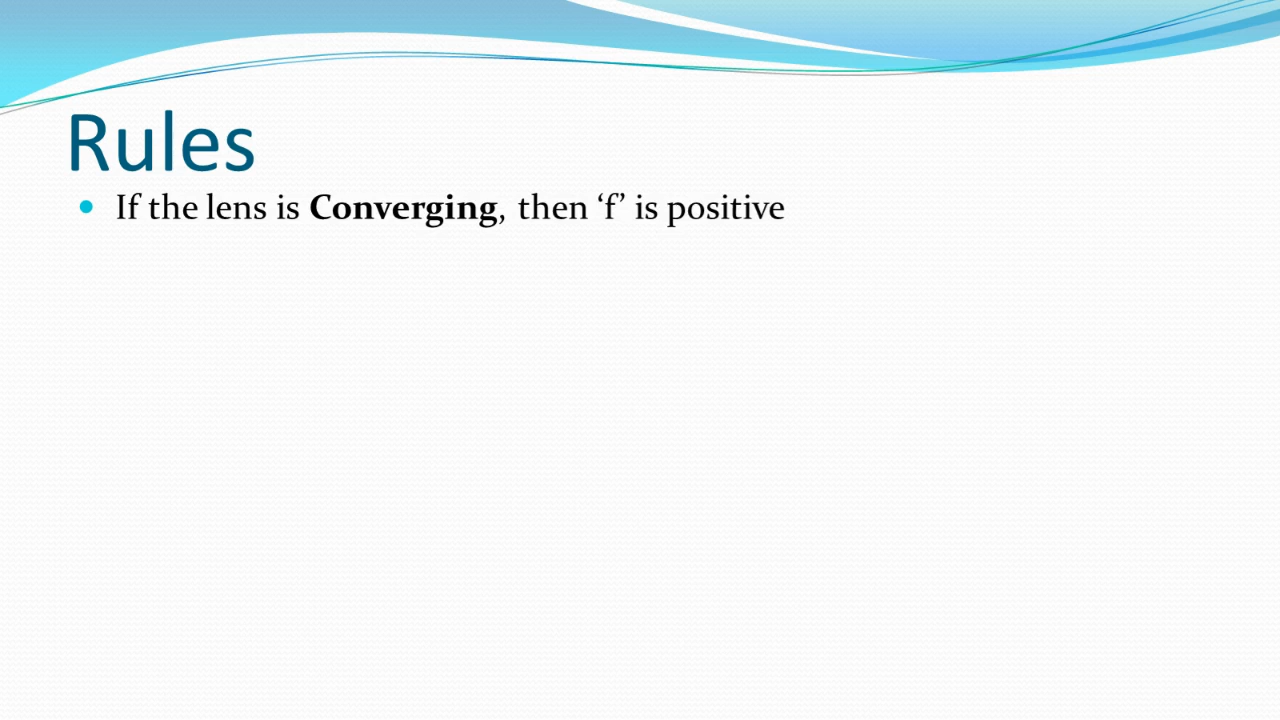 Rules
• If the lens is Converging, then ‘f’ is positive